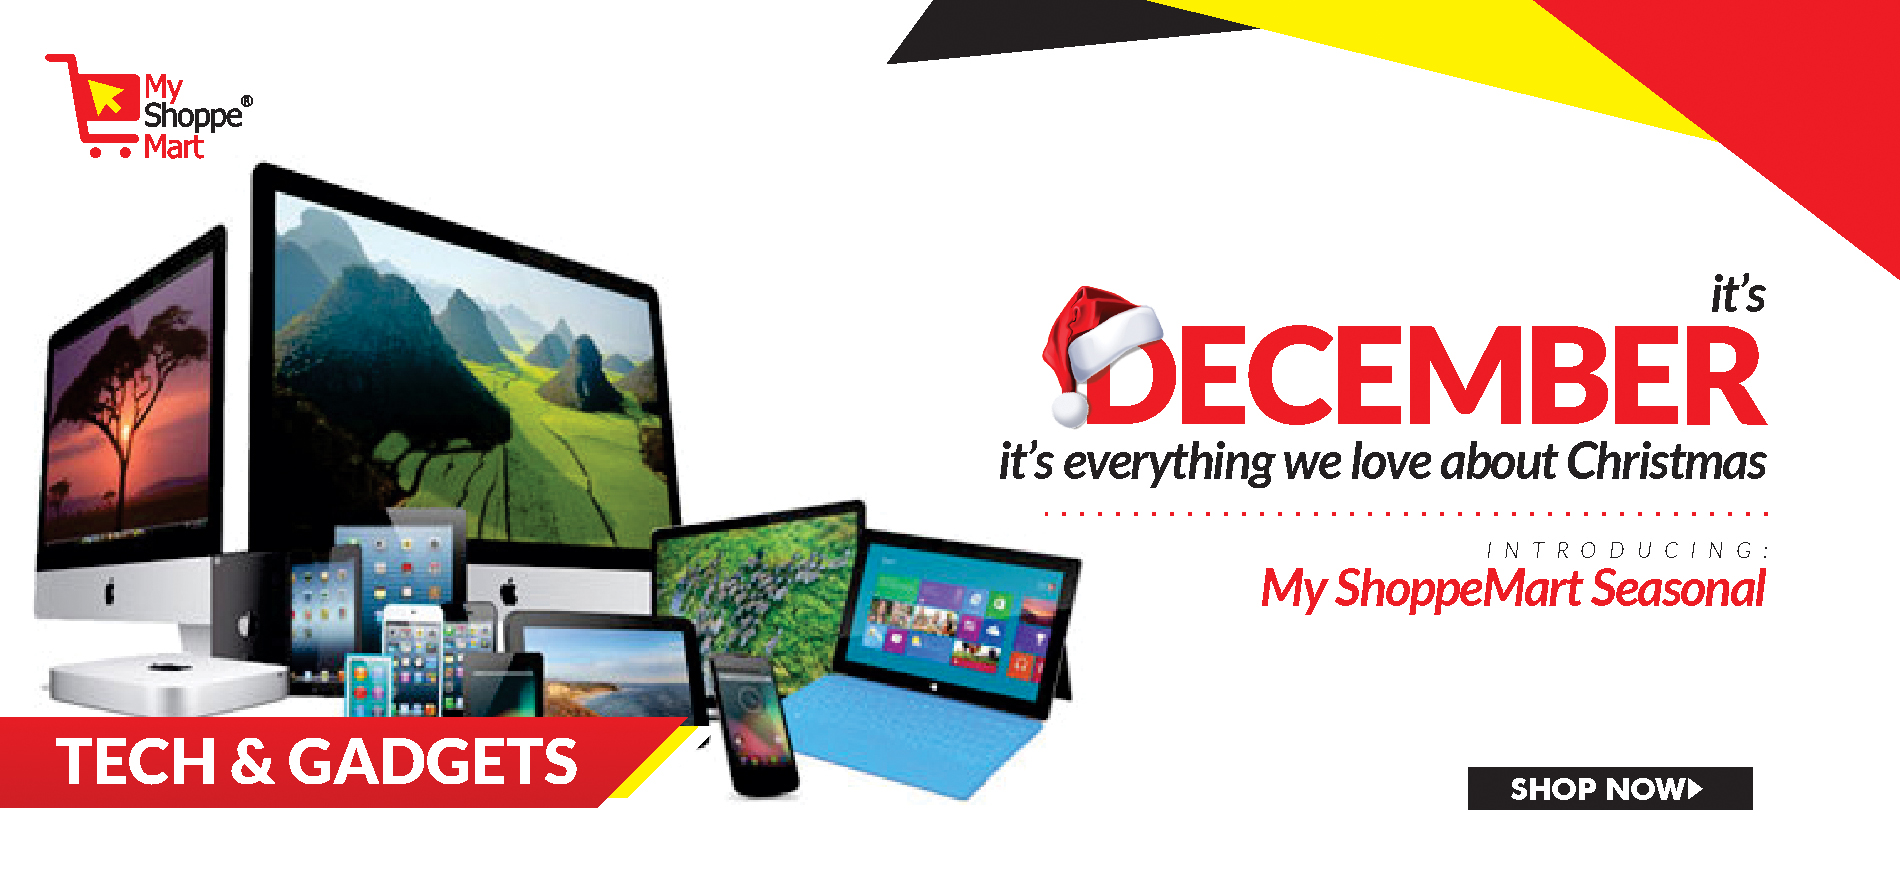 My
Shoppe®
Mart
it's
DECEMBER
it's everything we love about Christmas
INTRODUCING:
My ShoppeMart Seasonal
TECH & GADGETS
SHOP NOW